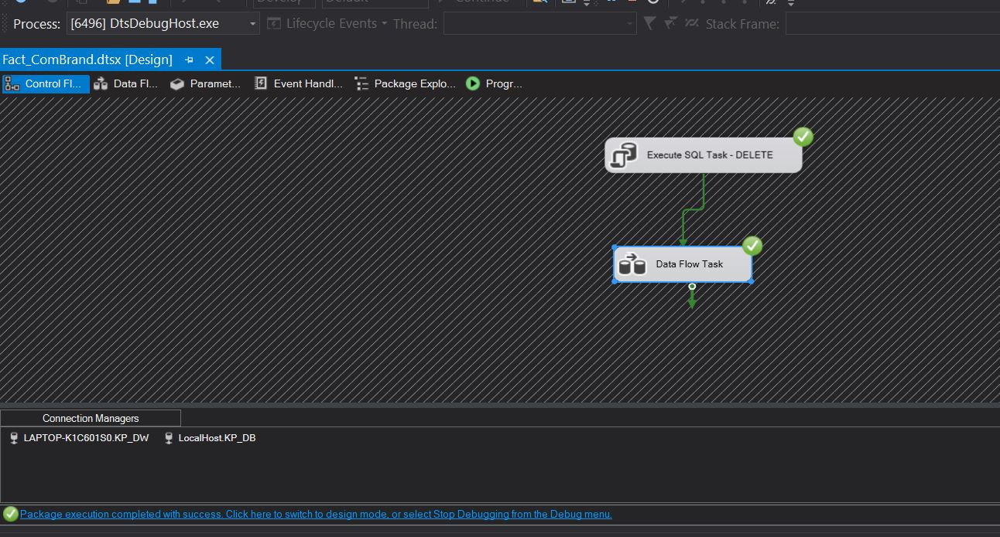 Process: [6496] DtsDebugHost.exe Lifecycle Events Thread: Stack Frame:
Fact_ComBrand.dtsx [Design]
Control Fl... Data Fl... Paramet... Event Handl... Package Explo... Progr...
Execute SQL Task - DELETE
Data Flow Task
Connection Managers
LAPTOP-K1C601S0.KP_DW LocalHost.KP_DB
Package execution completed with success. Click here to switch to design mode, or select Stop Debugging from the Debug menu.